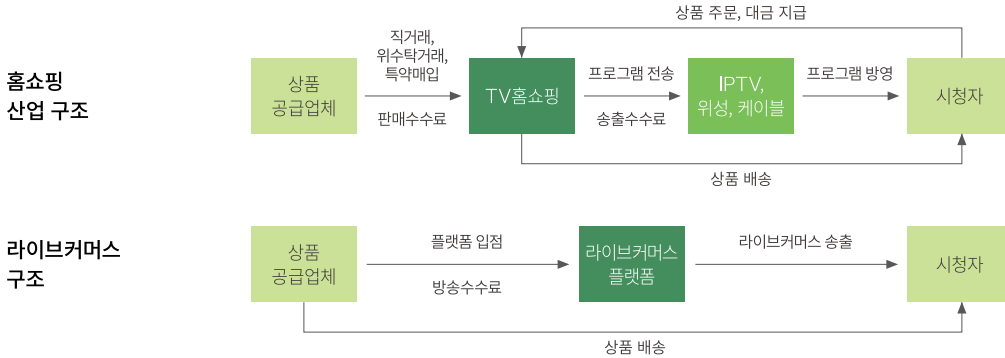 상품 주문, 대금 지급
홈쇼핑
산업 구조
상품
공급업체
직거래,
위수탁거래,
특약매입
판매수수료
TV홈쇼핑
프로그램 전송
송출수수료
IPTV,
위성, 케이블
프로그램 방영
시청자
상품 배송
라이브커머스
구조
상품
공급업체
플랫폼 입점
방송수수료
라이브커머스
플랫폼
라이브커머스 송출
시청자
상품 배송